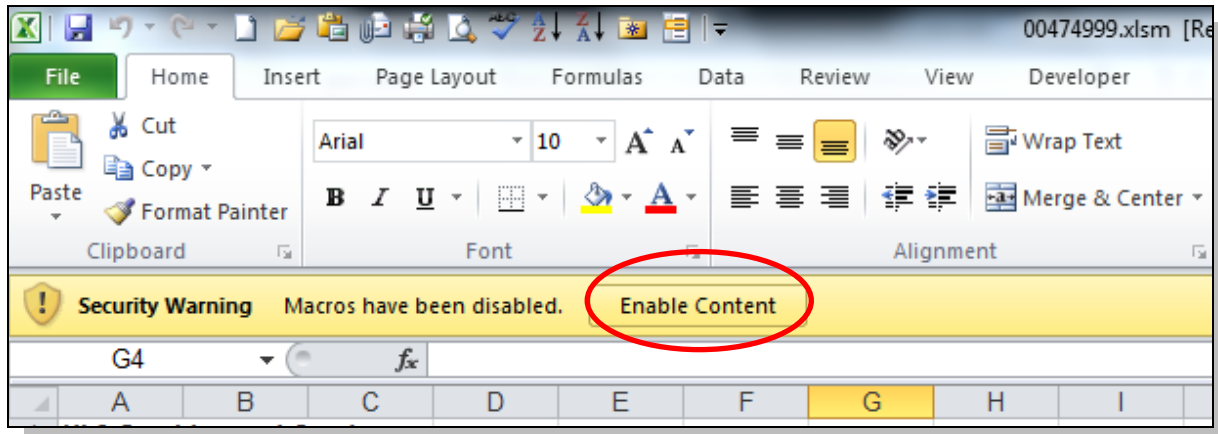 00474999.xlsm [Re
File Home Insert Page Layout Formulas Data Review View Developer
Cut
Arial 10 A A Wrap Text
Copy
Paste
B I U A a Merge & Center
Format Painter
Clipboard Font Alignment
! Security Warning Macros have been disabled. Enable Content
G4 fx
A B C D E F G H I